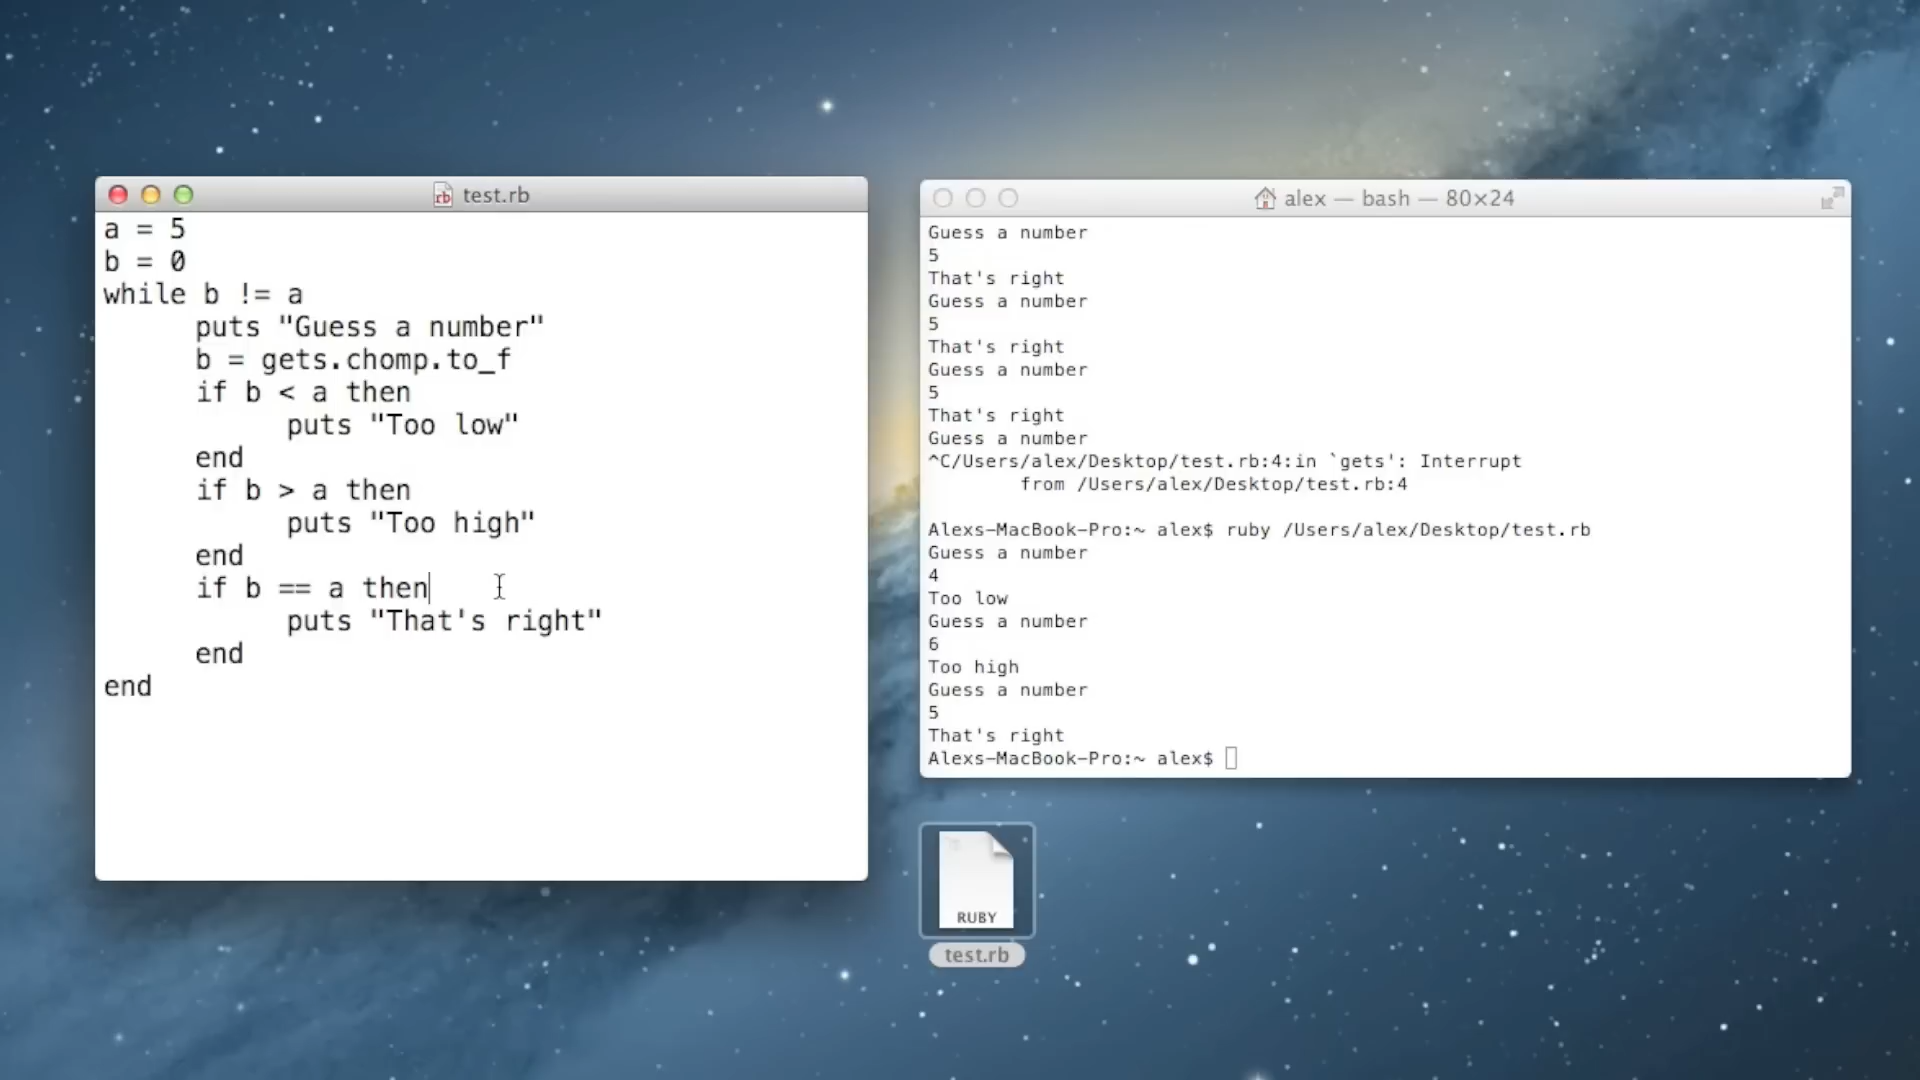 test.rb
a = 5
b = 0
while b != a
puts "Guess a number"
b = gets.chomp.to_f
if b < a then
puts "Too low"
end
if b > a then
puts "Too high"
end
if b == a then
puts "That's right"
end
end
alex — bash — 80×24
Guess a number
5
That's right
Guess a number
5
That's right
Guess a number
5
That's right
Guess a number
^C/Users/alex/Desktop/test.rb:4:in `gets': Interrupt
from /Users/alex/Desktop/test.rb:4
Alexs-MacBook-Pro:~ alex$ ruby /Users/alex/Desktop/test.rb
Guess a number
4
Too low
Guess a number
6
Too high
Guess a number
5
That's right
Alexs-MacBook-Pro:~ alex$
RUBY
test.rb